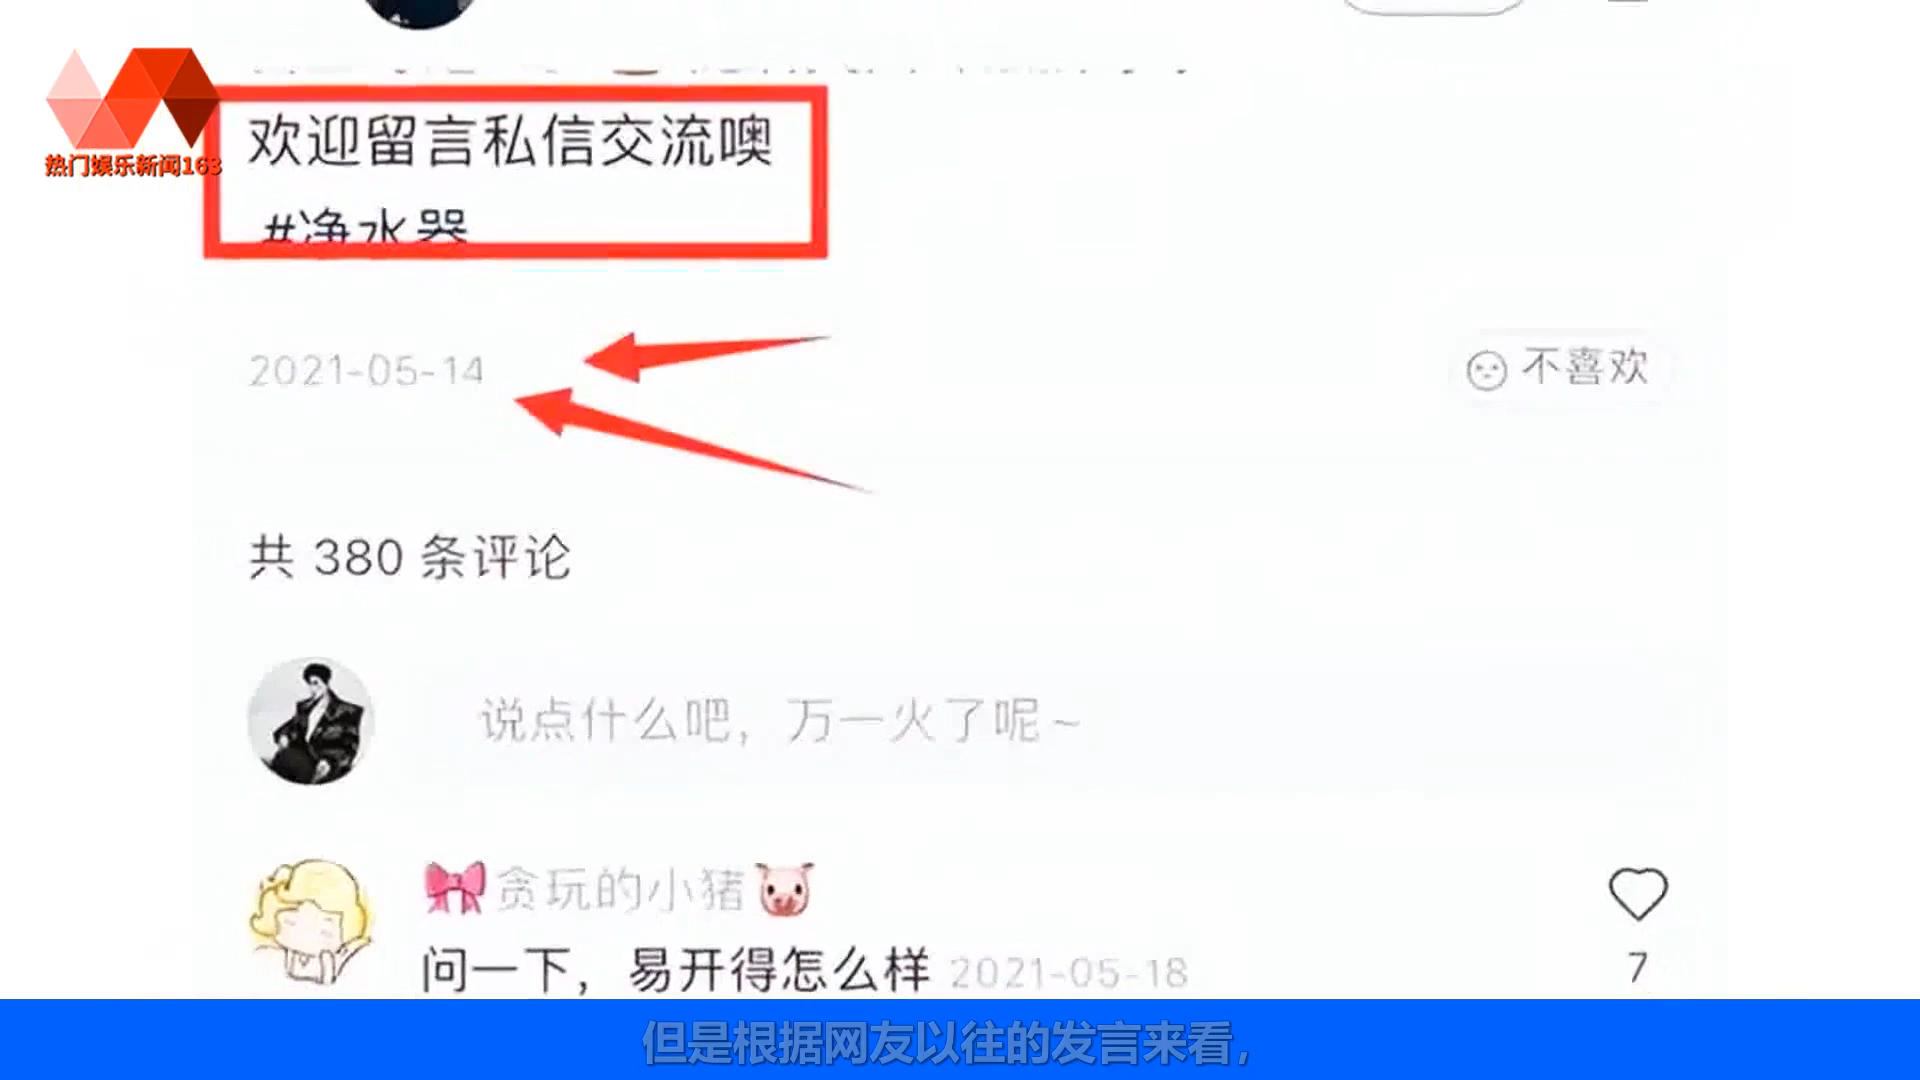 热门娱乐新闻163
欢迎留言私信交流噢
#净水器
2021-05-14
不喜欢
共 380 条评论
说点什么吧，万一火了呢～
贪玩的小猪
问一下，易开得怎么样 2021-05-18
7
但是根据网友以往的发言来看，